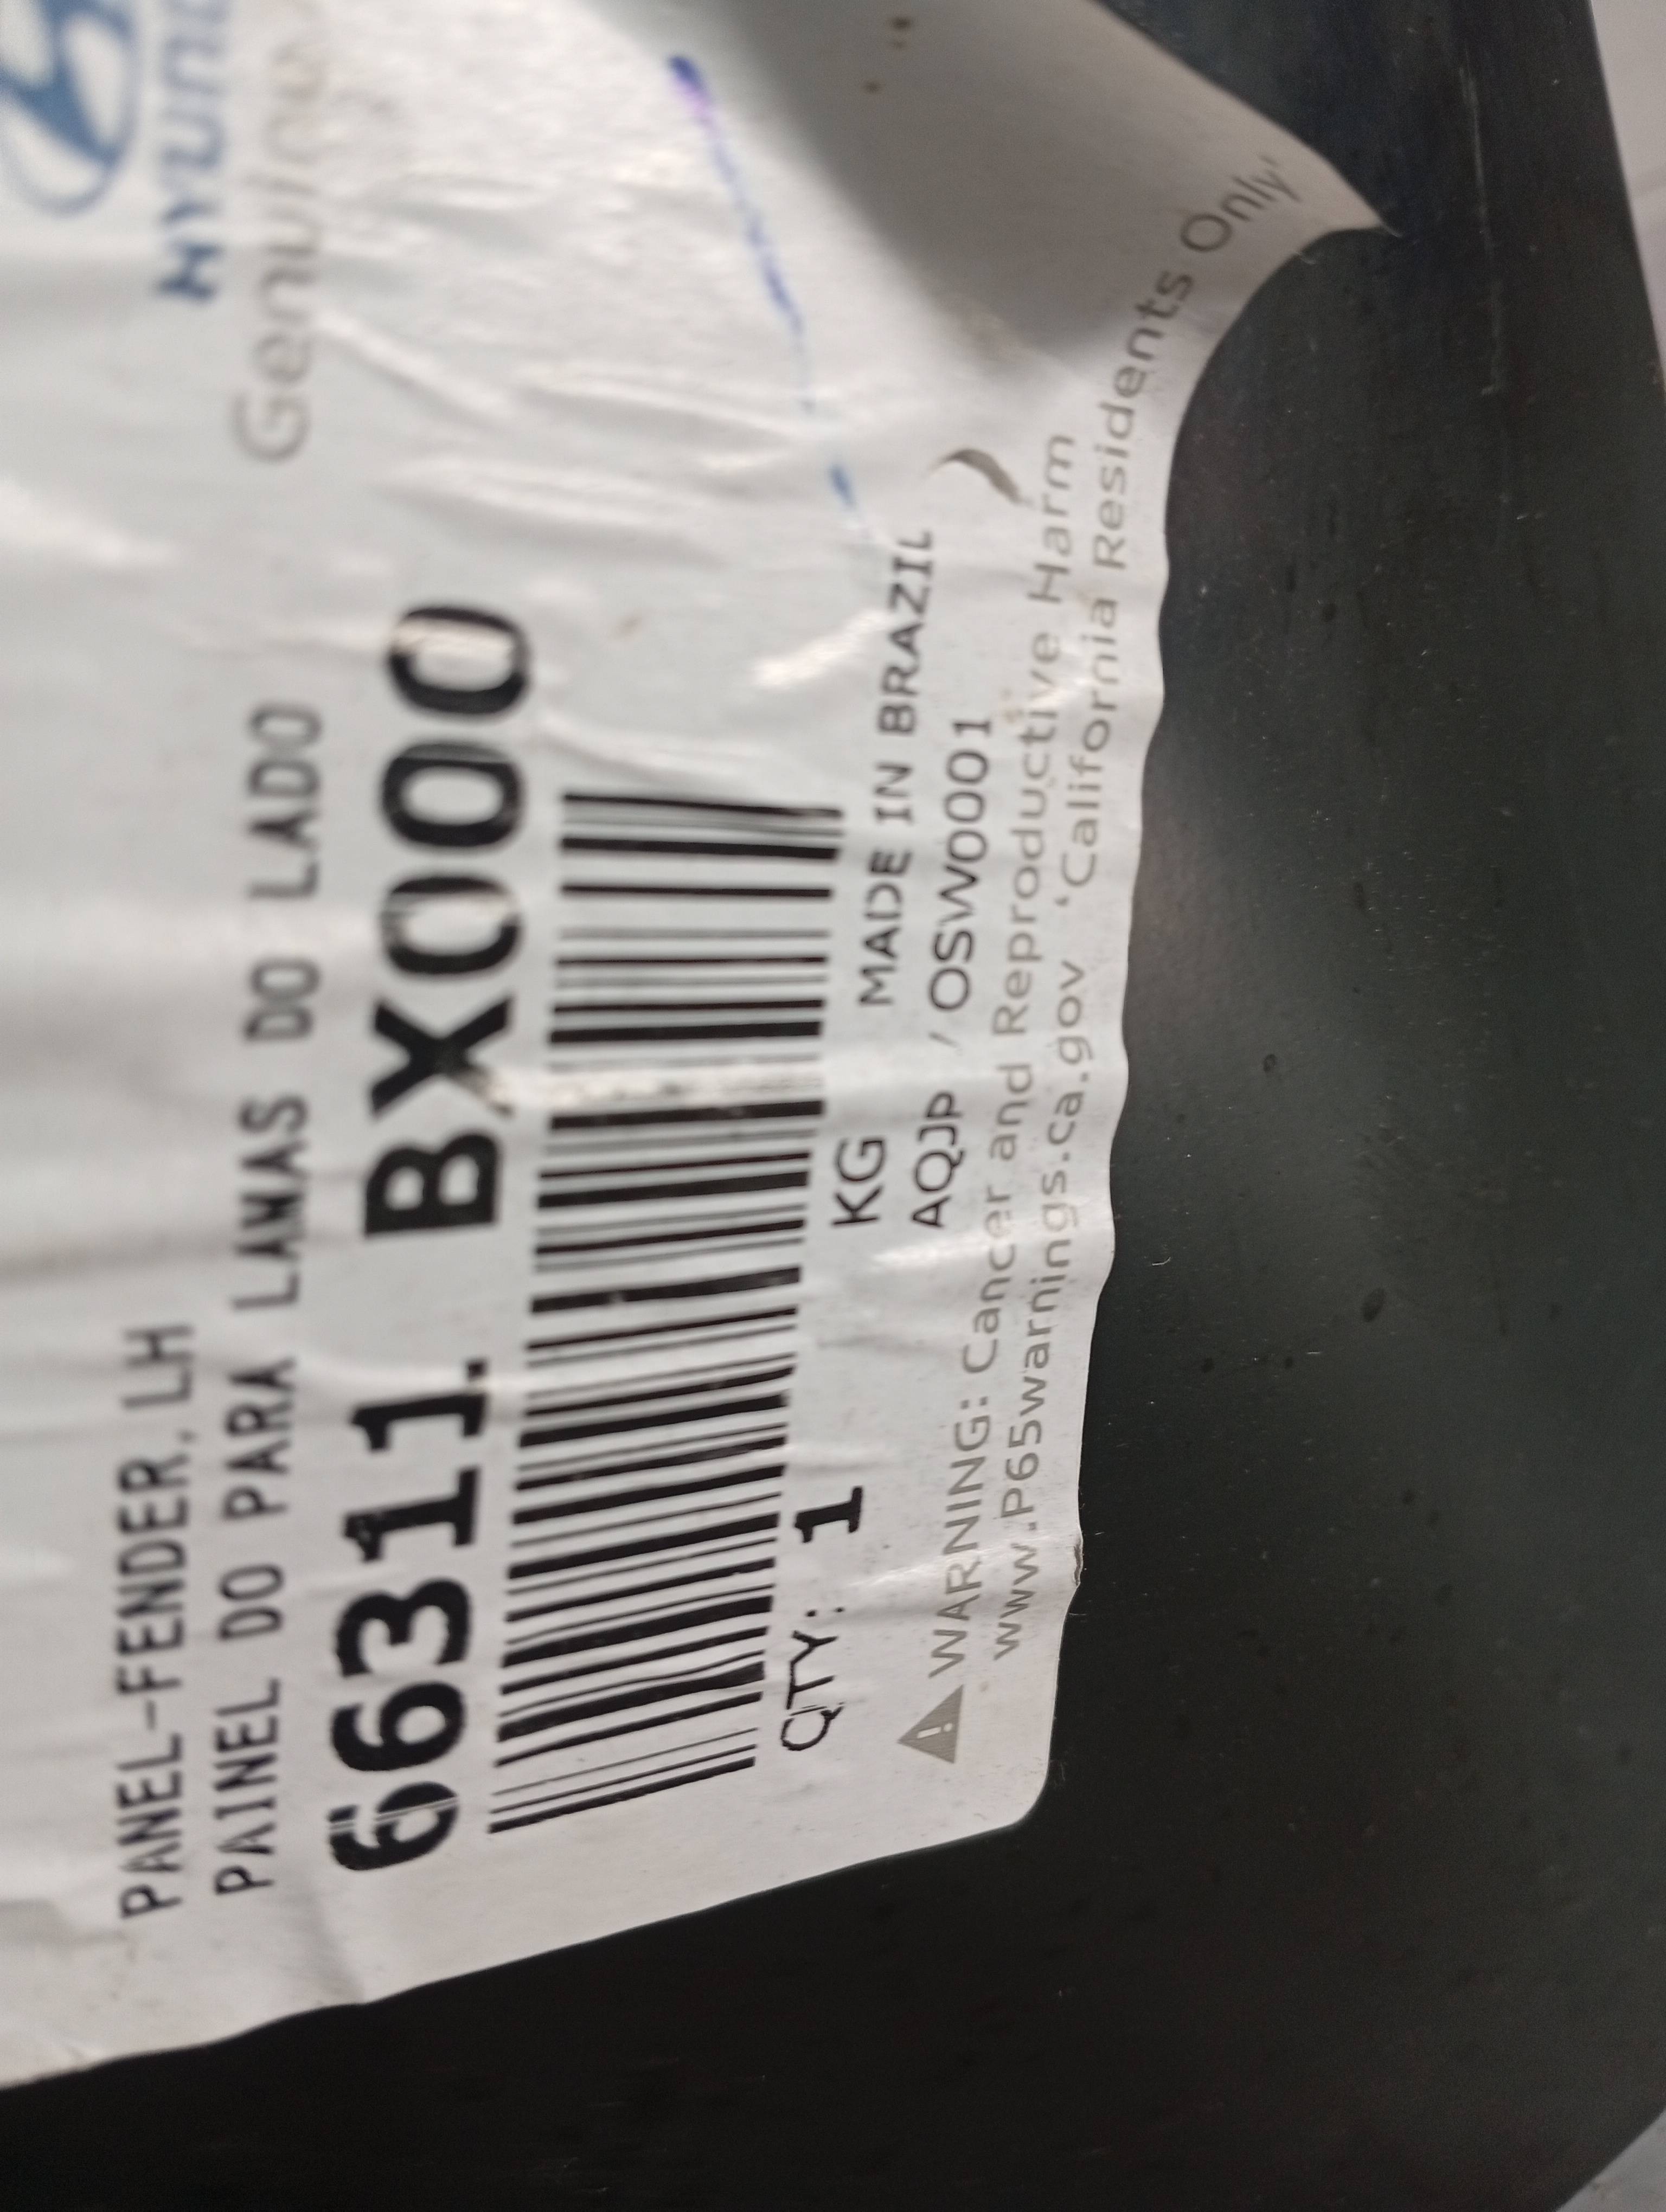 Genuine
PANEL-FENDER, LH
PAINEL DO PARA LAMAS DO LADO
66311 BX000
QTY: 1 KG MADE IN BRAZIL
AQJP / OSW0001
WARNING: Cancer and Reproductive Harm
www.P65warnings.ca.gov 'California Residents Only'